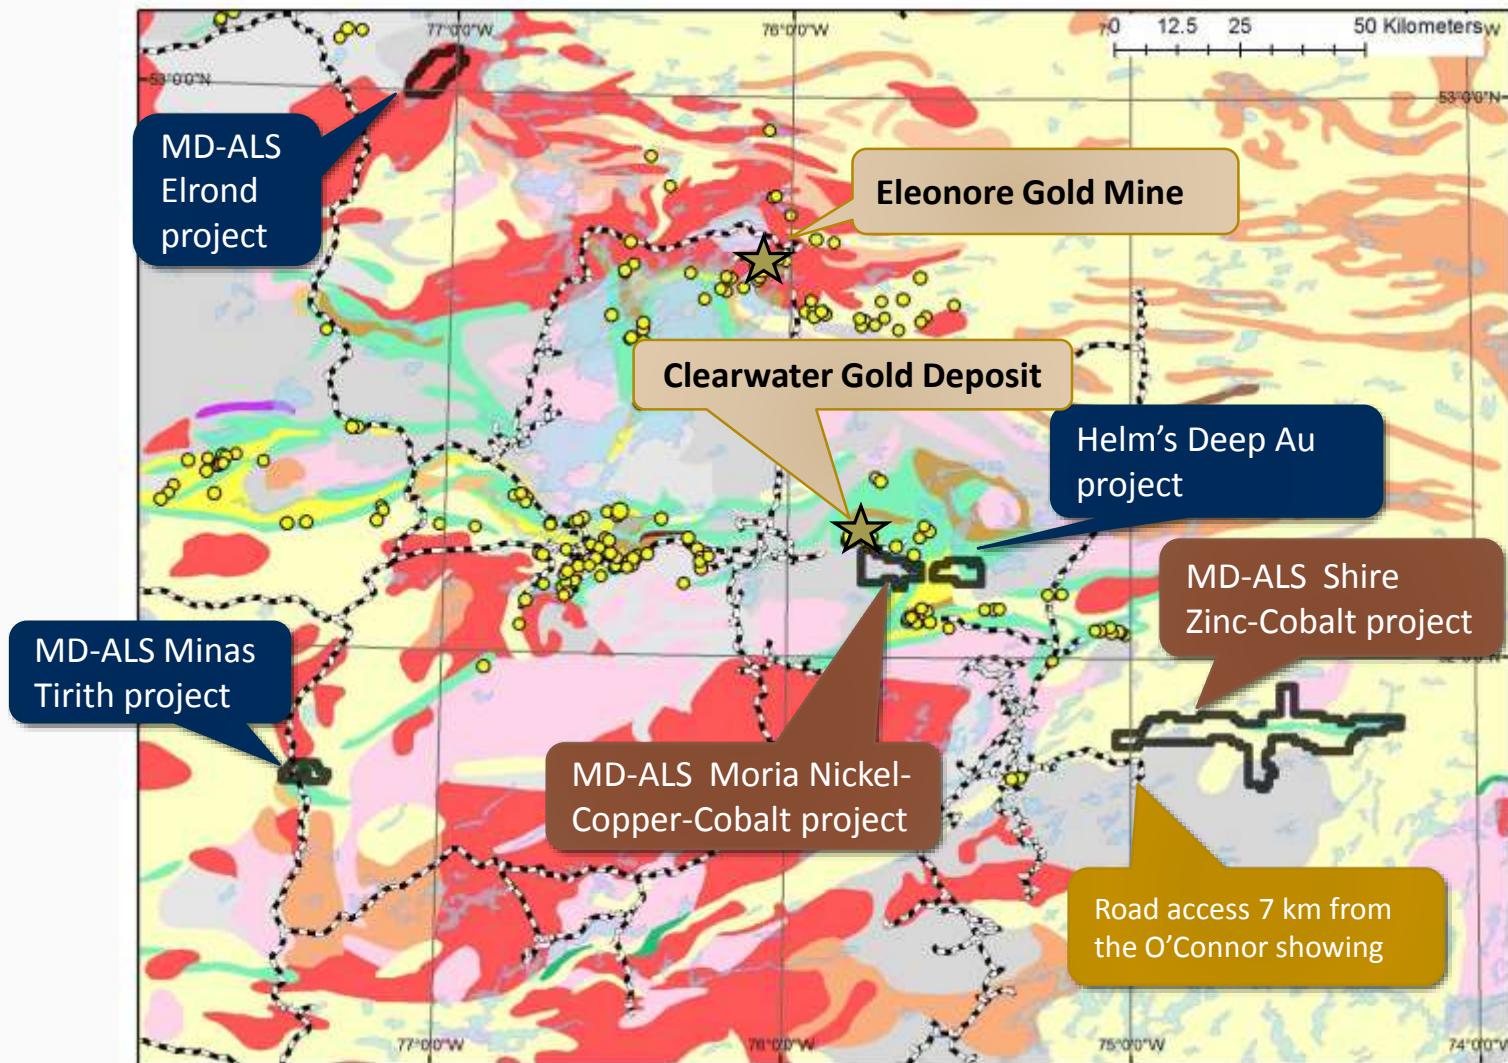 77°0'0"W
76°0'0"W
0 12.5 25 50 Kilometers
W
53°0'0"N
53°0'0"N
MD-ALS
Elrond
project
Eleonore Gold Mine
Clearwater Gold Deposit
Helm's Deep Au
project
MD-ALS Shire
Zinc-Cobalt project
MD-ALS Minas
Tirith project
MD-ALS Moria Nickel-
Copper-Cobalt project
Road access 7 km from
the O'Connor showing
77°0'0"W
76°0'0"W
75°0'0"W
74°0'0"W